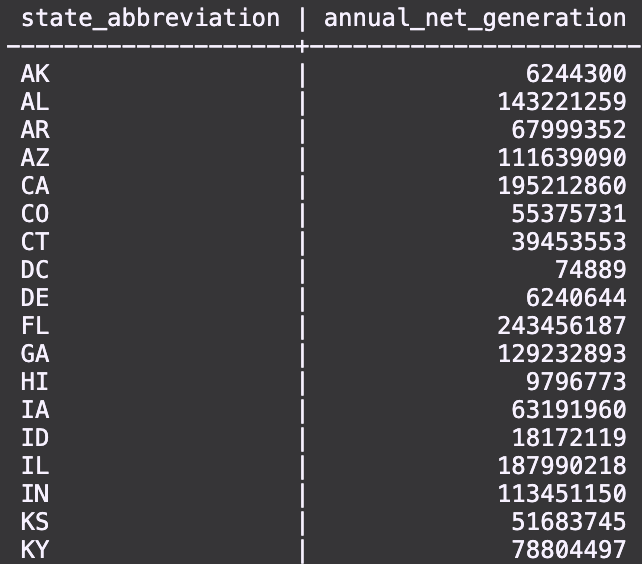 state_abbreviation | annual_net_generation
--------------------+-----------------------
AK | 6244300
AL | 143221259
AR | 67999352
AZ | 111639090
CA | 195212860
CO | 55375731
CT | 39453553
DC | 74889
DE | 6240644
FL | 243456187
GA | 129232893
HI | 9796773
IA | 63191960
ID | 18172119
IL | 187990218
IN | 113451150
KS | 51683745
KY | 78804497